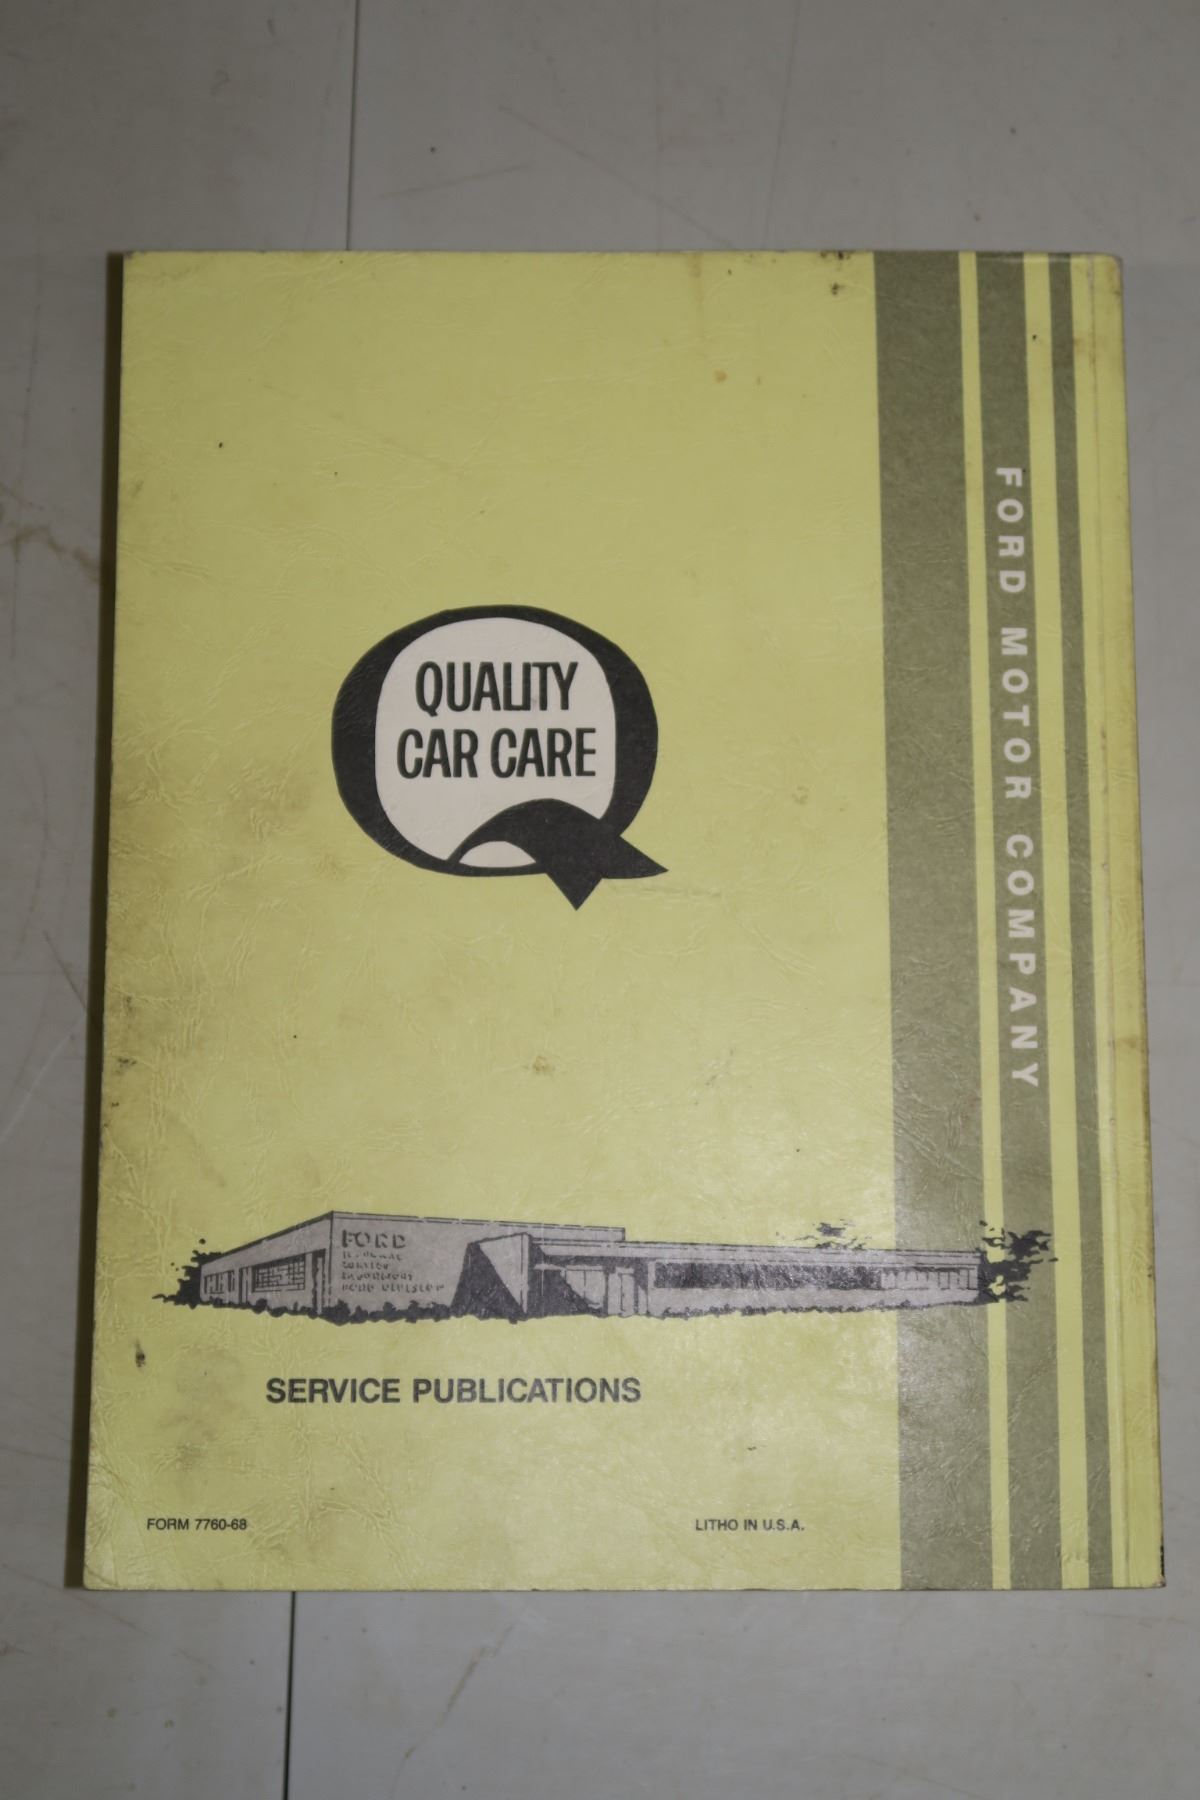 QUALITY
CAR CARE
FORD MOTOR COMPANY
FORD
SERVICE PUBLICATIONS
FORM 7760-68
LITHO IN U.S.A.